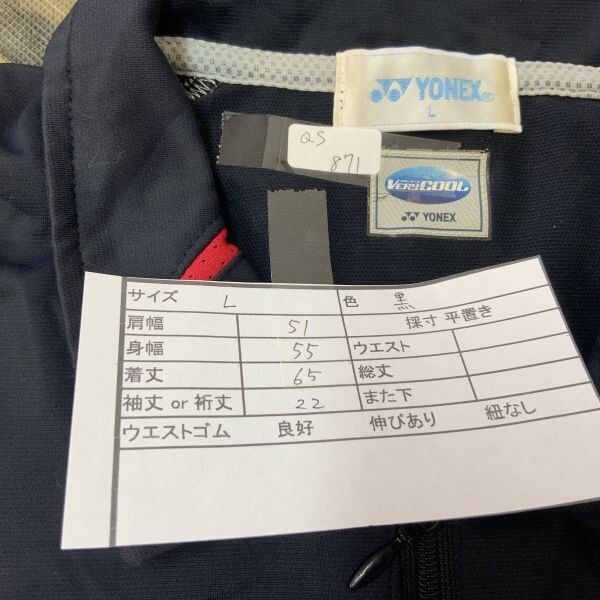 YONEX®
L
QS
871
VERYCOOL
YONEX
サイズ L 色 黒
肩幅 51 採寸 平置き
身幅 55 ウエスト
着丈 65 総丈
袖丈 or 裄丈 22 また下
ウエストゴム 良好 伸びあり 紐なし